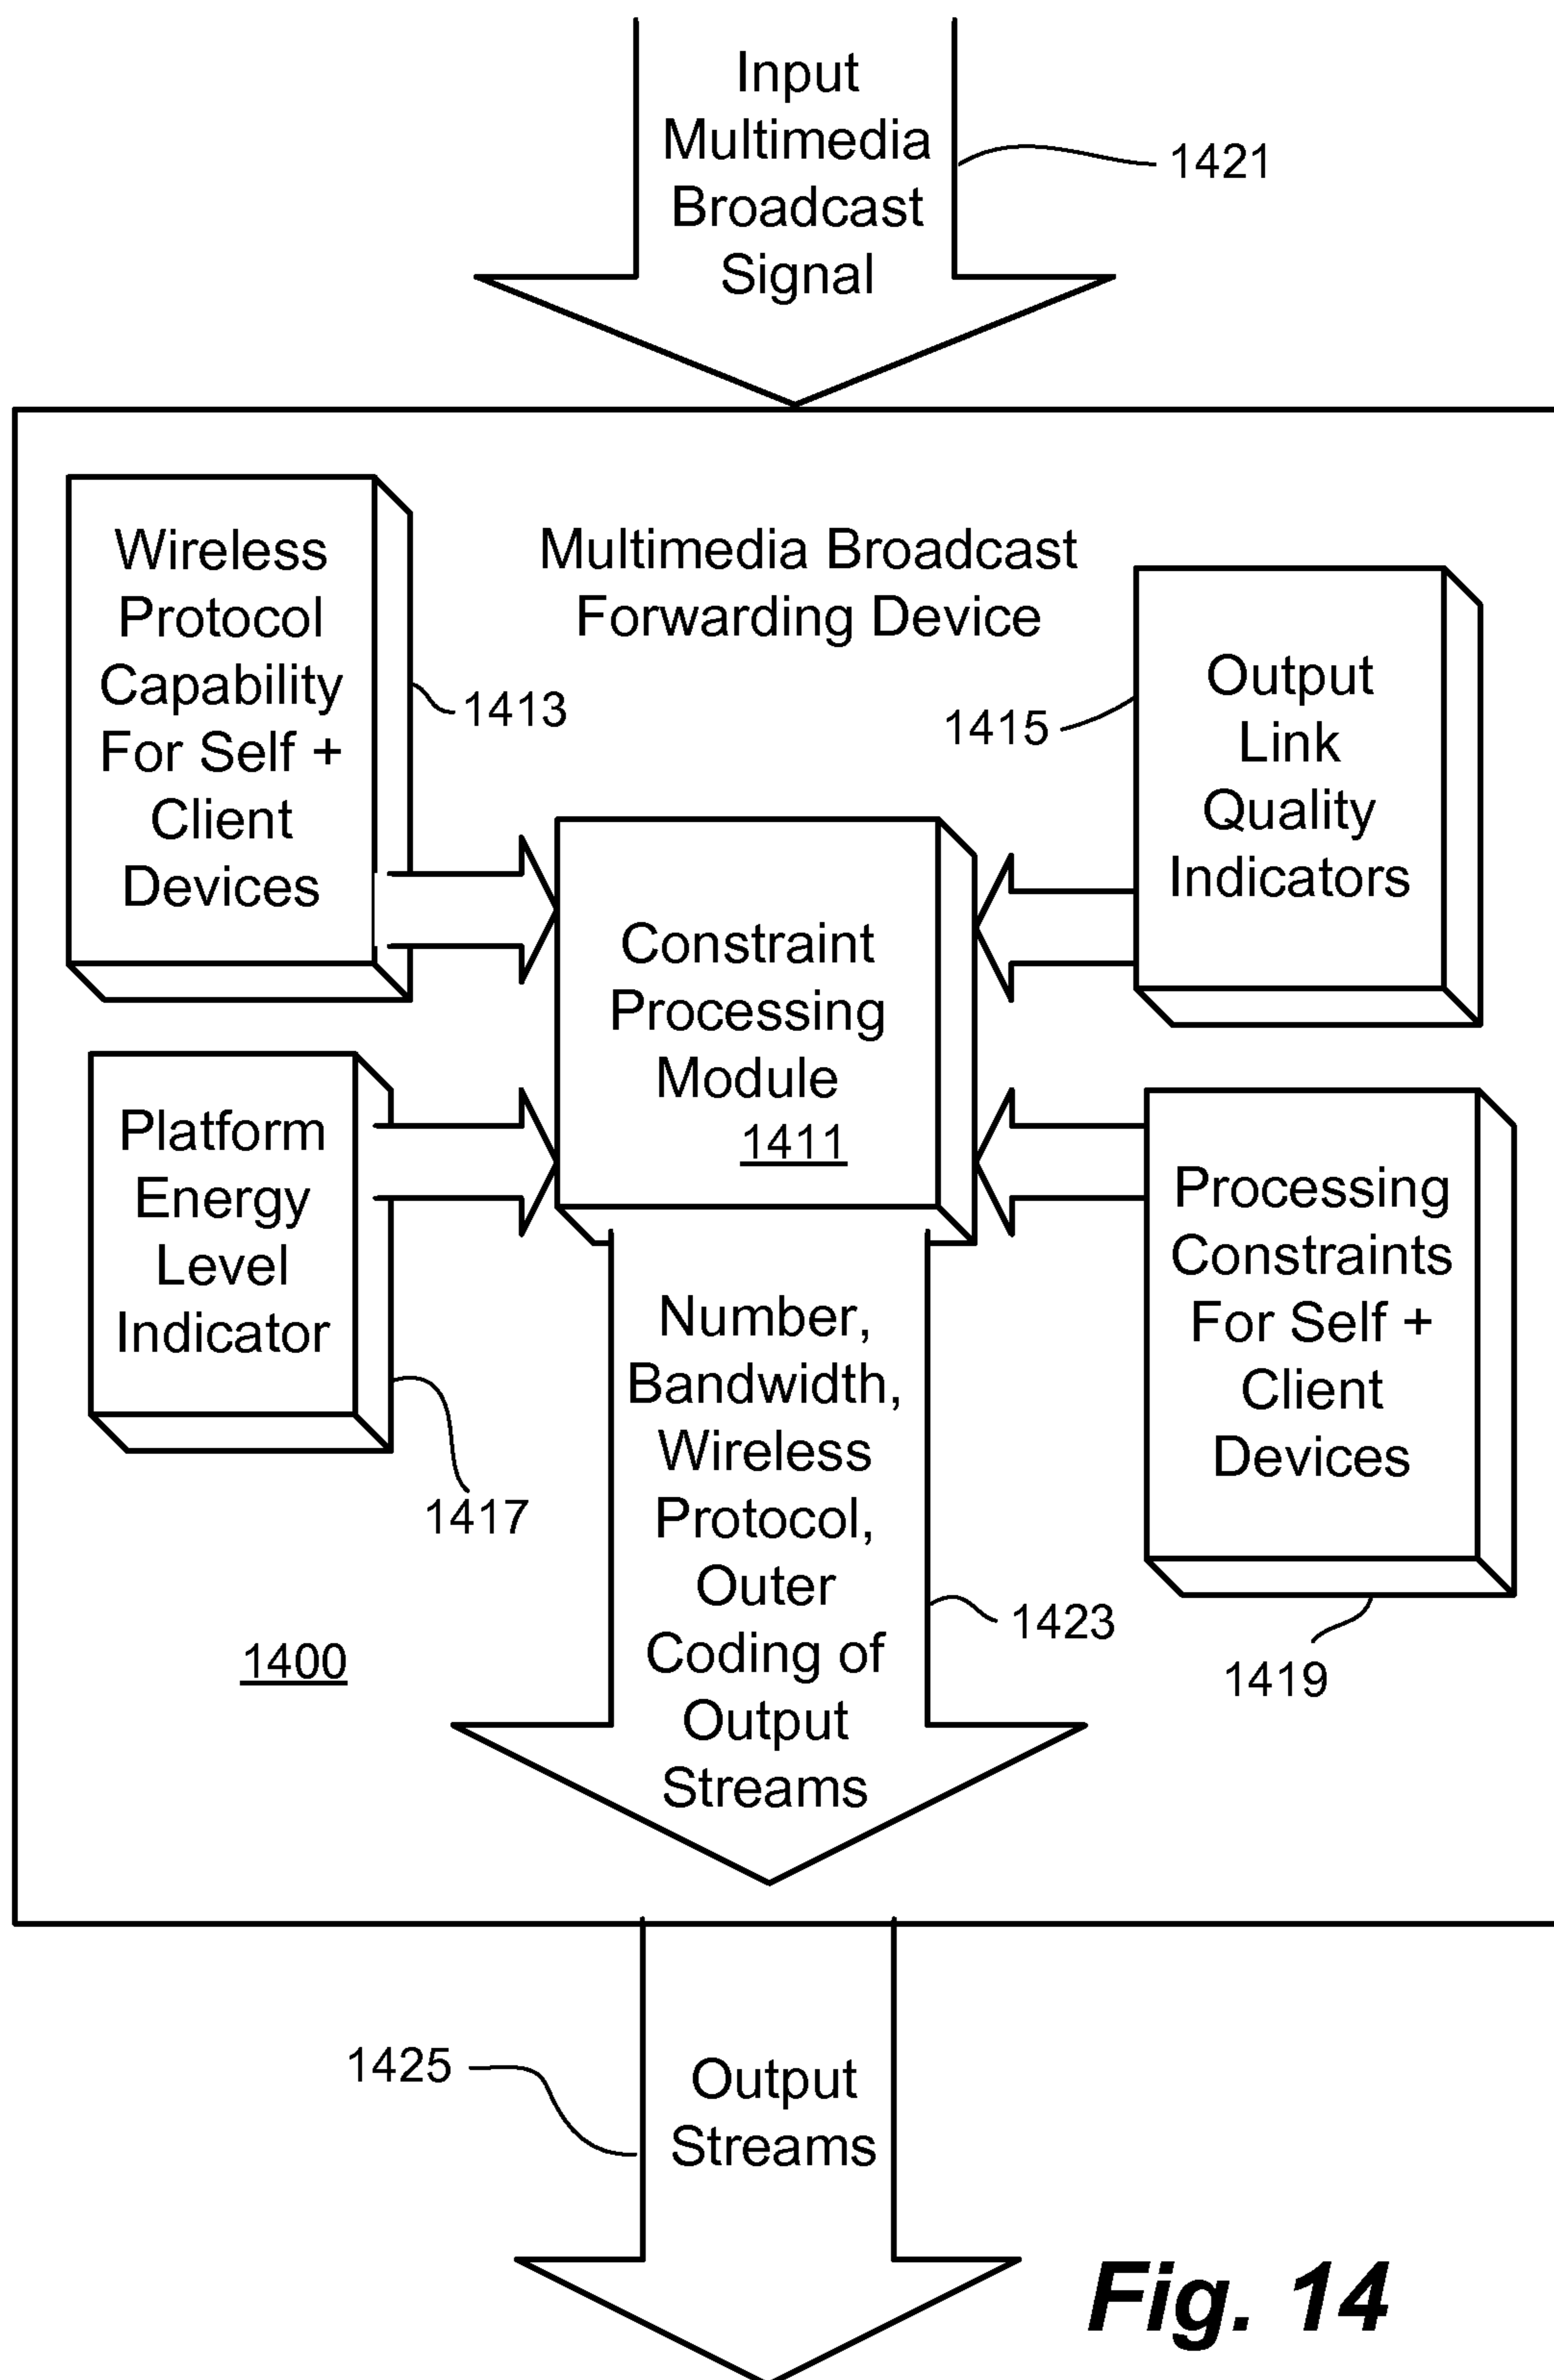 Input
Multimedia
Broadcast
Signal
1421
Wireless
Protocol
Capability
For Self +
Client
Devices
1413
Multimedia Broadcast
Forwarding Device
1415
Output
Link
Quality
Indicators
Constraint
Processing
Module
1411
Platform
Energy
Level
Indicator
1417
Processing
Constraints
For Self +
Client
Devices
1419
Number,
Bandwidth,
Wireless
Protocol,
Outer
Coding of
Output
Streams
1423
1400
1425
Output
Streams
Fig. 14